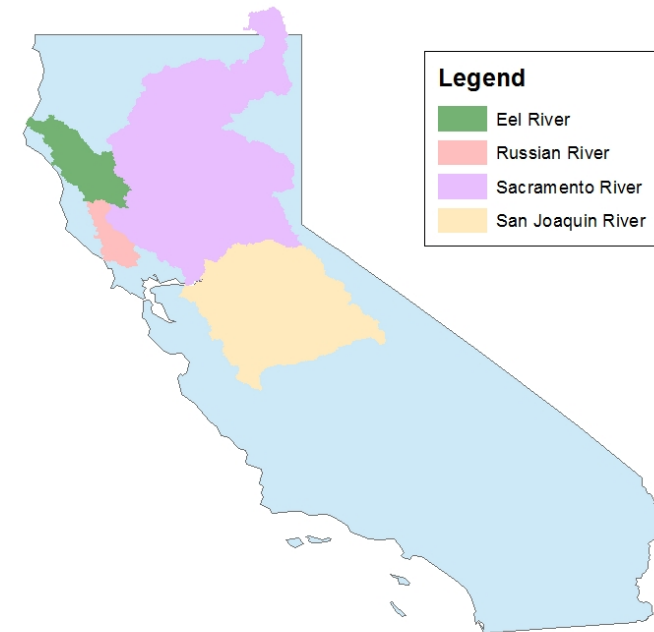 Legend
Eel River
Russian River
Sacramento River
San Joaquin River